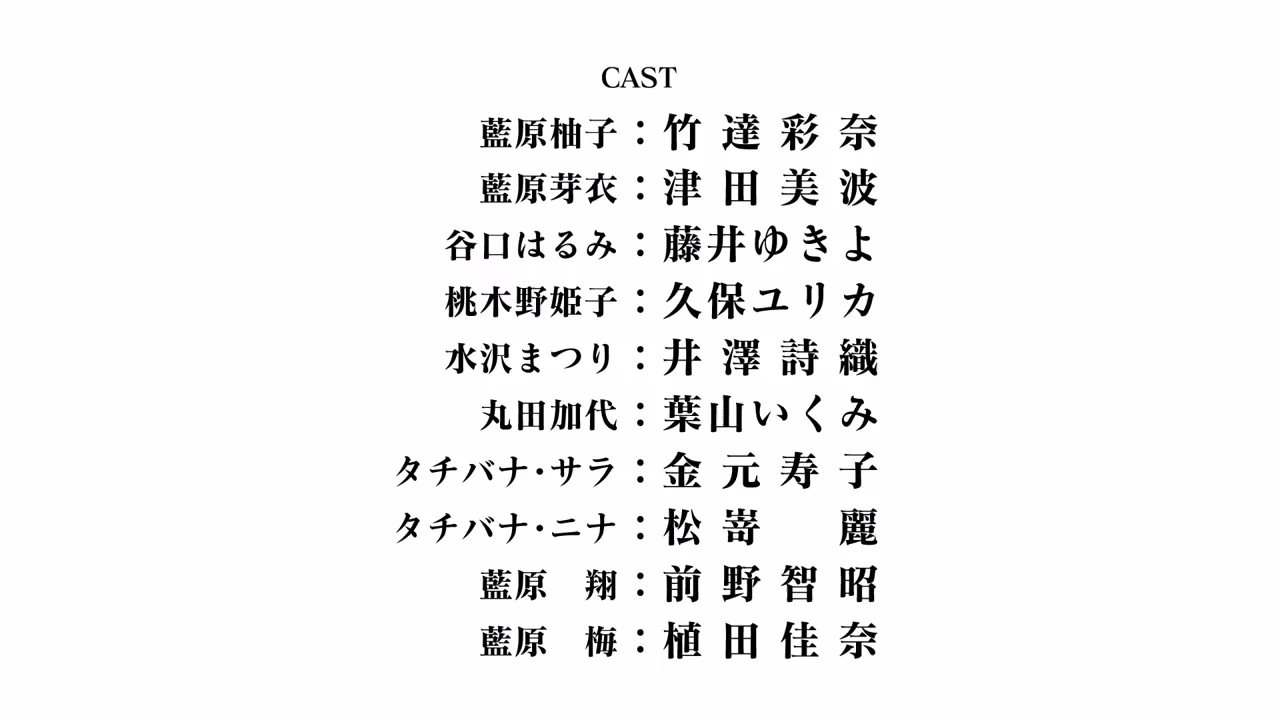 CAST
藍原柚子：竹達彩奈
藍原芽衣：津田美波
谷口はるみ：藤井ゆきよ
桃木野姫子：久保ユリカ
水沢まつり：井澤詩織
丸田加代：葉山いくみ
タチバナ・サラ：金元寿子
タチバナ・ニナ：松嵜　麗
藍原　翔：前野智昭
藍原　梅：植田佳奈